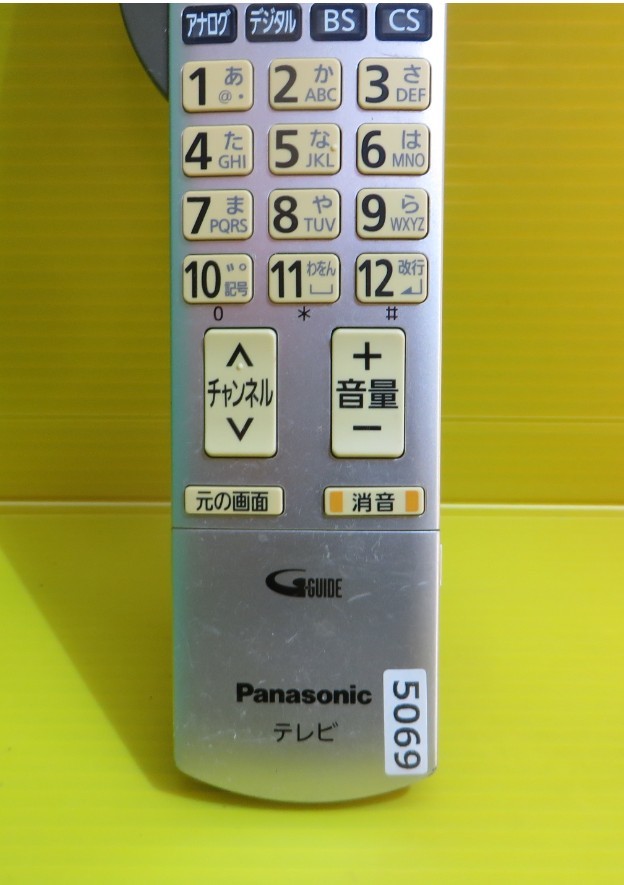 アナログ デジタル BS CS
1 あ @・ 2 か ABC 3 さ DEF
4 た GHI 5 な JKL 6 は MNO
7 ま PQRS 8 や TUV 9 ら WXYZ
10 ゛゜ 記号 11 わをん 12 改行
0 * #
チャンネル + 音量 −
元の画面 消音
G-GUIDE
Panasonic
テレビ
5069